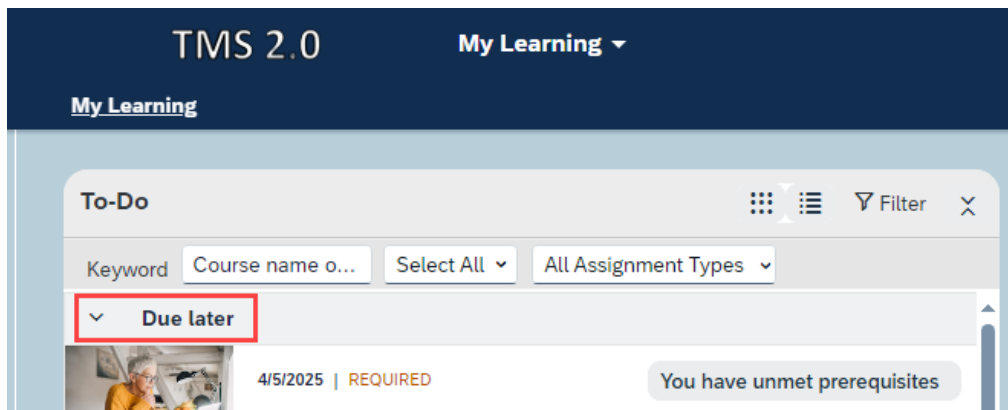 TMS 2.0 My Learning
My Learning
To-Do Filter
Keyword Course name o... Select All All Assignment Types
Due later
4/5/2025 | REQUIRED You have unmet prerequisites